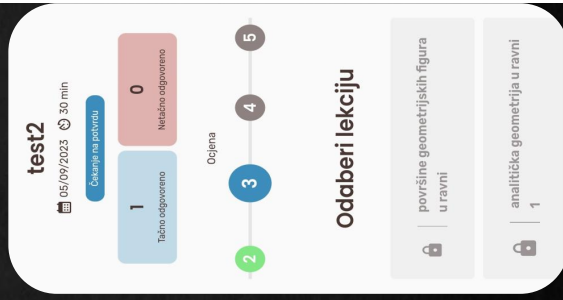 test2
05/09/2023 30 min
Čekanje na potvrdu
1
Tačno odgovoreno
0
Netačno odgovoreno
Ocjena
2 3 4 5
Odaberi lekciju
površine geometrijskih figura
u ravni
analitička geometrija u ravni
1